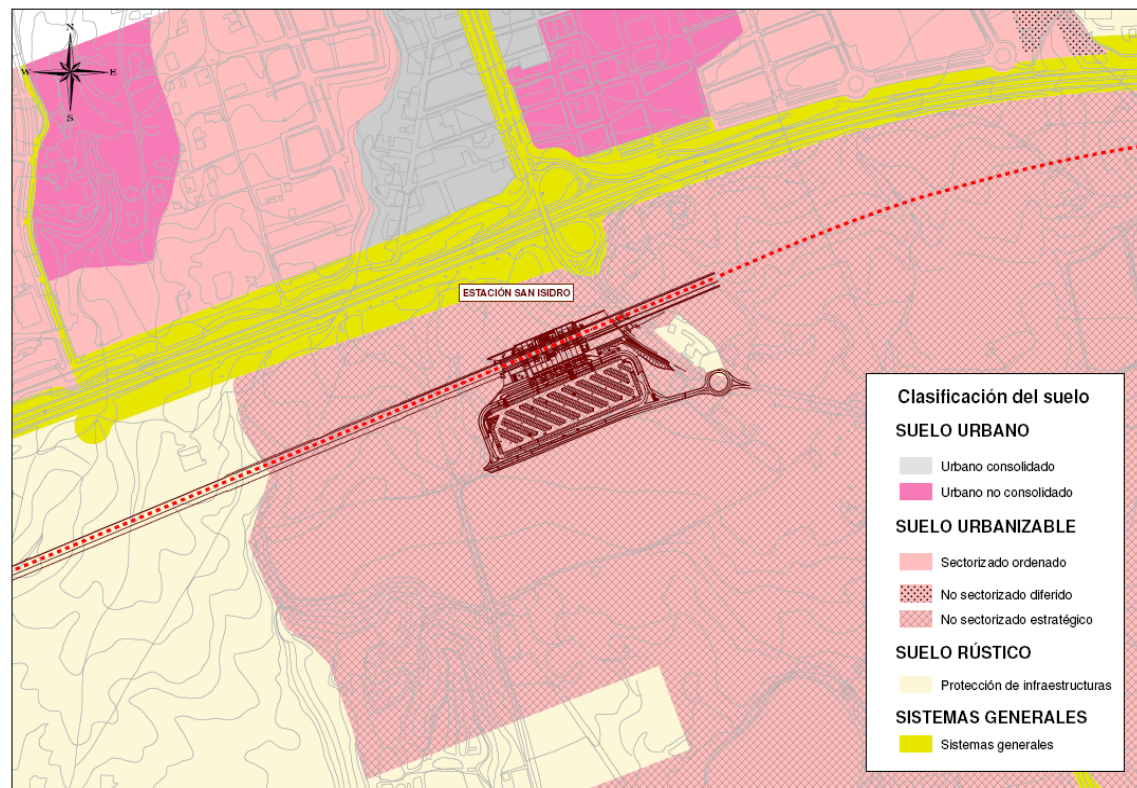 N
W E
S
ESTACIÓN SAN ISIDRO
Clasificación del suelo
SUELO URBANO
Urbano consolidado
Urbano no consolidado
SUELO URBANIZABLE
Sectorizado ordenado
No sectorizado diferido
No sectorizado estratégico
SUELO RÚSTICO
Protección de infraestructuras
SISTEMAS GENERALES
Sistemas generales